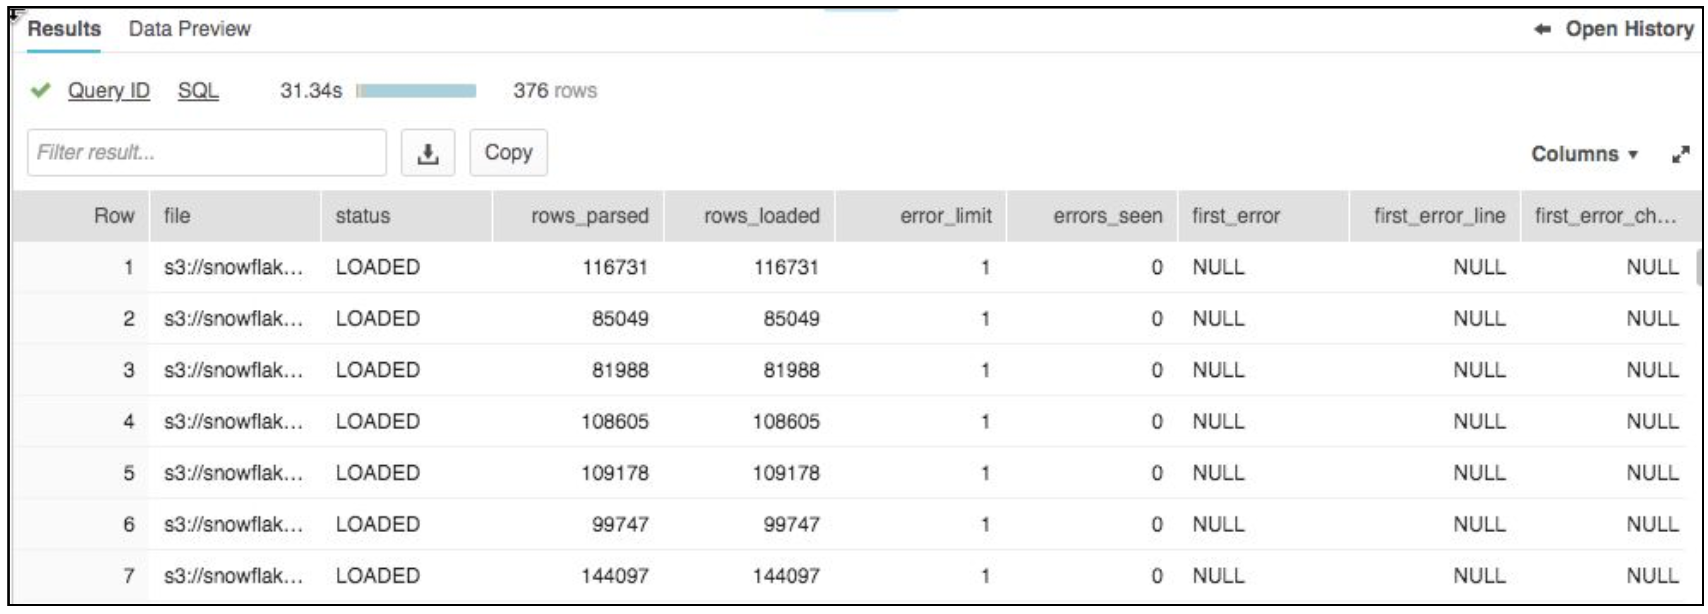 Results Data Preview Open History
Query ID SQL 31.34s 376 rows
Filter result... Copy Columns
Row file status rows_parsed rows_loaded error_limit errors_seen first_error first_error_line first_error_ch...
1 s3://snowflak... LOADED 116731 116731 1 0 NULL NULL NULL
2 s3://snowflak... LOADED 85049 85049 1 0 NULL NULL NULL
3 s3://snowflak... LOADED 81988 81988 1 0 NULL NULL NULL
4 s3://snowflak... LOADED 108605 108605 1 0 NULL NULL NULL
5 s3://snowflak... LOADED 109178 109178 1 0 NULL NULL NULL
6 s3://snowflak... LOADED 99747 99747 1 0 NULL NULL NULL
7 s3://snowflak... LOADED 144097 144097 1 0 NULL NULL NULL